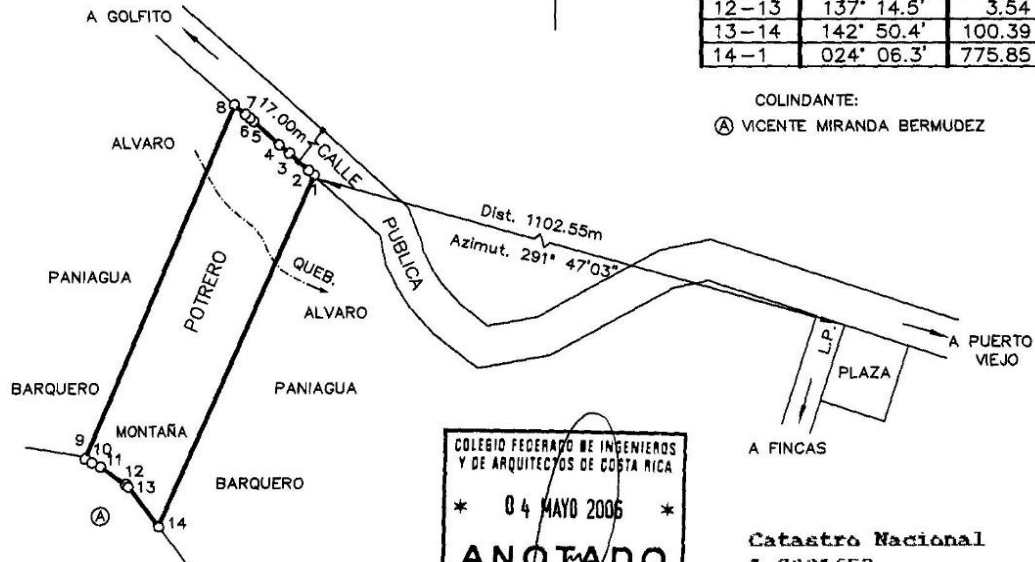 A GOLFITO
12-13 137° 14.5' 3.54
13-14 142° 50.4' 100.39
14-1 024° 06.3' 775.85
COLINDANTE:
Ⓐ VICENTE MIRANDA BERMUDEZ
8
7
17.00m
6
5
4
3
2
1
CALLE
PUBLICA
ALVARO
Dist. 1102.55m
Azimut. 291° 47'03"
PANIAGUA
POTRERO
QUEB.
ALVARO
L.P.
PLAZA
A PUERTO
VIEJO
BARQUERO
PANIAGUA
MONTAÑA
A FINCAS
9
10
11
12
13
14
BARQUERO
Ⓐ
COLEGIO FEDERADO DE INGENIEROS
Y DE ARQUITECTOS DE COSTA RICA
* 04 MAYO 2006 *
ANOTADO
Catastro Nacional